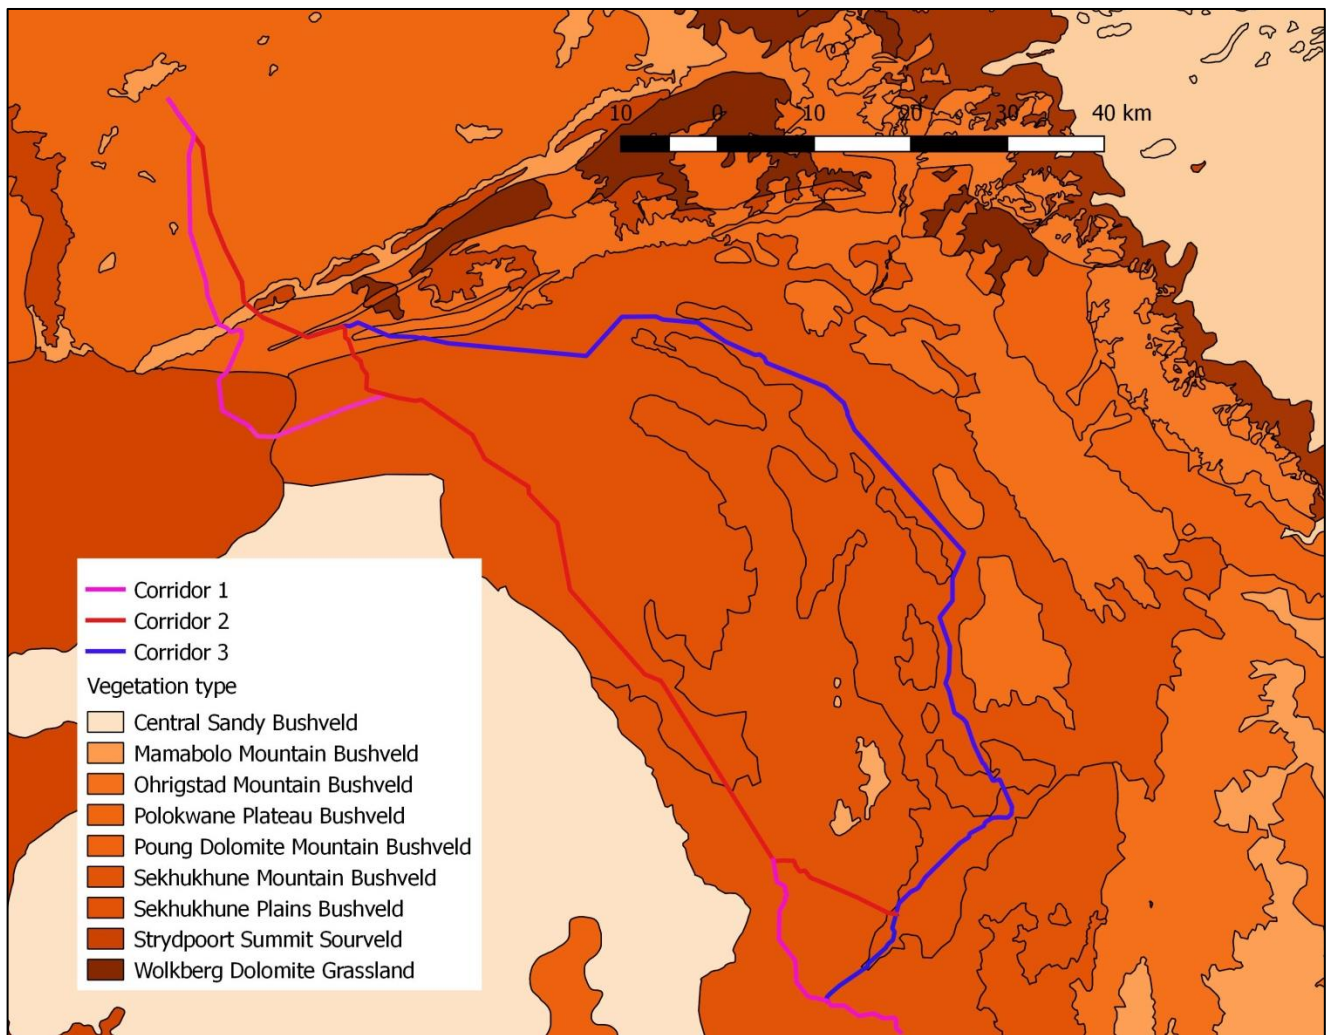 10 0 10 20 30 40 km
Corridor 1
Corridor 2
Corridor 3
Vegetation type
Central Sandy Bushveld
Mamabolo Mountain Bushveld
Ohrigstad Mountain Bushveld
Polokwane Plateau Bushveld
Poung Dolomite Mountain Bushveld
Sekhukhune Mountain Bushveld
Sekhukhune Plains Bushveld
Strydpoort Summit Sourveld
Wolkberg Dolomite Grassland